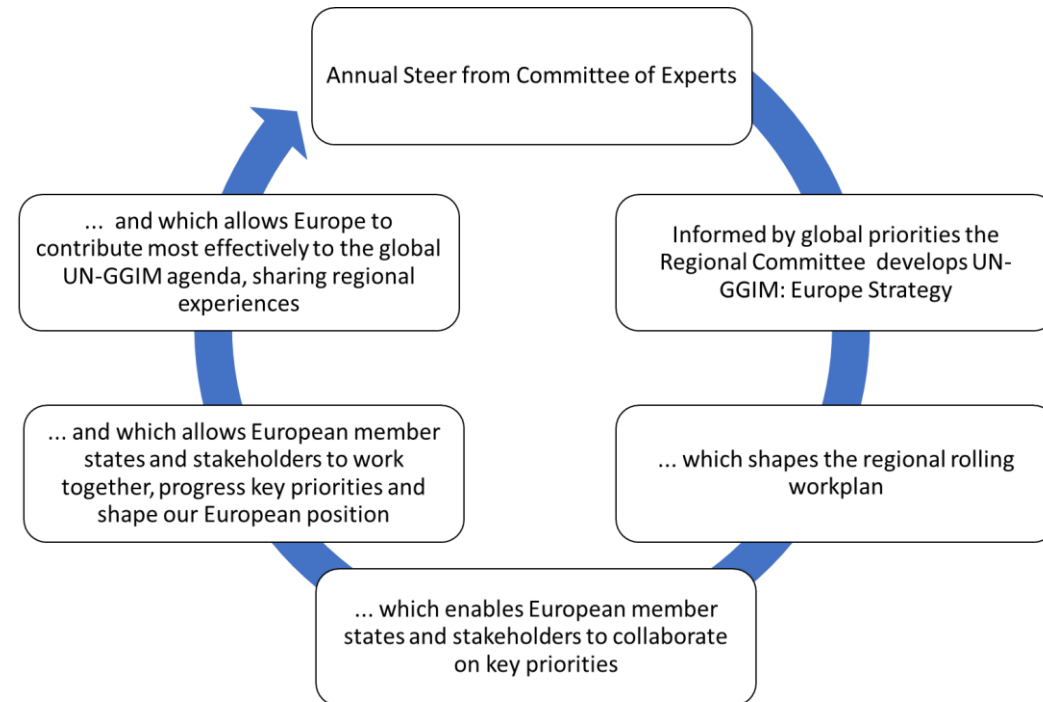 Annual Steer from Committee of Experts
Informed by global priorities the
Regional Committee develops UN-
GGIM: Europe Strategy
... which shapes the regional rolling
workplan
... which enables European member
states and stakeholders to collaborate
on key priorities
... and which allows European member
states and stakeholders to work
together, progress key priorities and
shape our European position
... and which allows Europe to
contribute most effectively to the global
UN-GGIM agenda, sharing regional
experiences